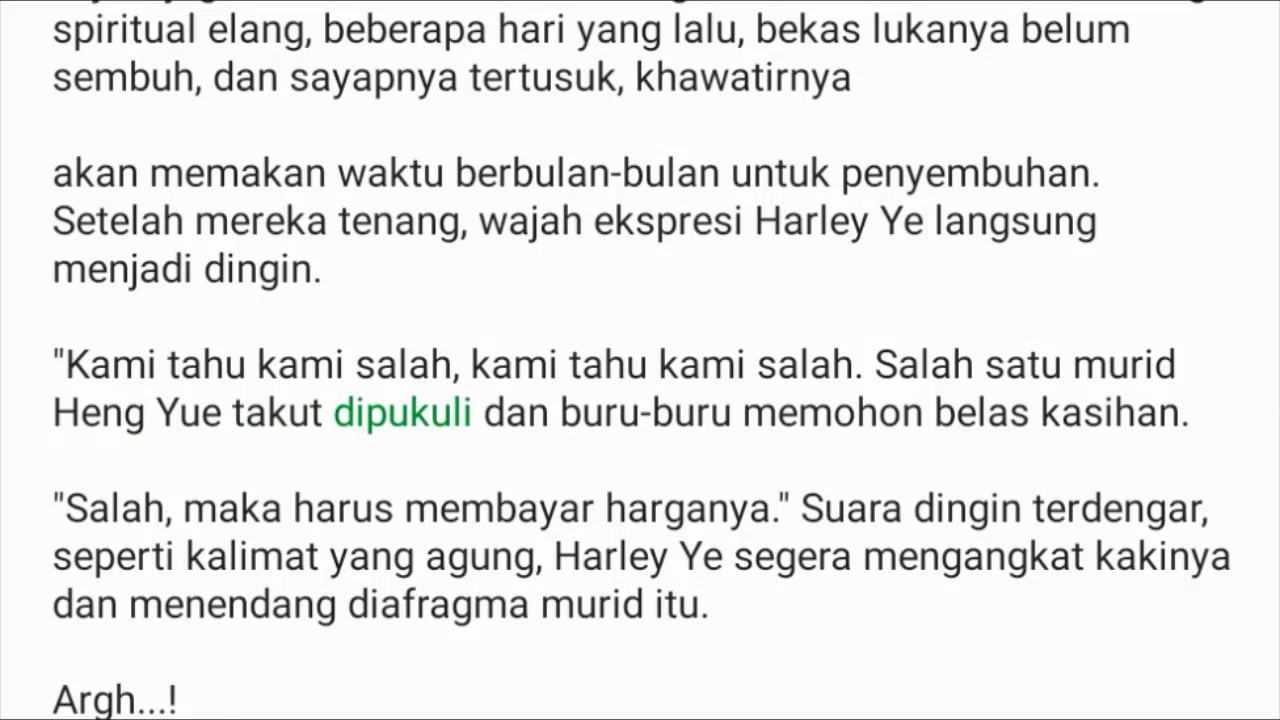 spiritual elang, beberapa hari yang lalu, bekas lukanya belum
sembuh, dan sayapnya tertusuk, khawatirnya
akan memakan waktu berbulan-bulan untuk penyembuhan.
Setelah mereka tenang, wajah ekspresi Harley Ye langsung
menjadi dingin.
"Kami tahu kami salah, kami tahu kami salah. Salah satu murid
Heng Yue takut dipukuli dan buru-buru memohon belas kasihan.
"Salah, maka harus membayar harganya." Suara dingin terdengar,
seperti kalimat yang agung, Harley Ye segera mengangkat kakinya
dan menendang diafragma murid itu.
Argh...!